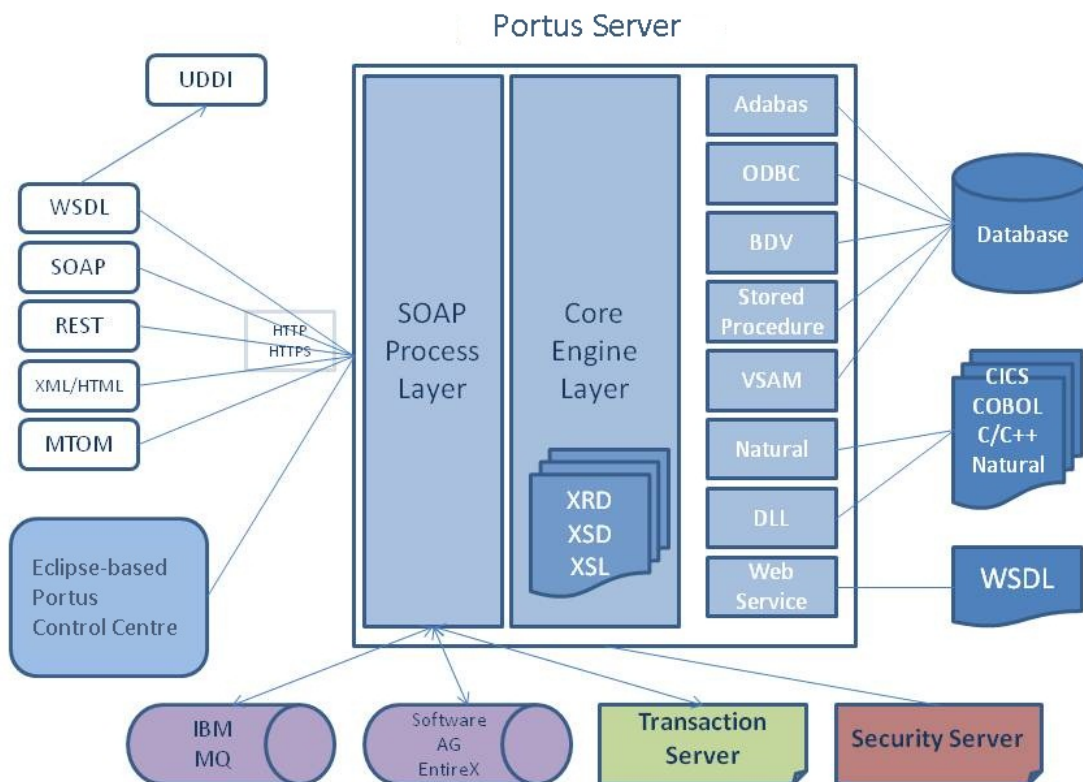 Portus Server
UDDI
WSDL
SOAP
REST
XML/HTML
MTOM
HTTP
HTTPS
Eclipse-based
Portus
Control Centre
SOAP
Process
Layer
Core
Engine
Layer
XRD
XSD
XSL
Adabas
ODBC
BDV
Stored
Procedure
VSAM
Natural
DLL
Web
Service
Database
CICS
COBOL
C/C++
Natural
WSDL
IBM
MQ
Software
AG
EntireX
Transaction
Server
Security Server